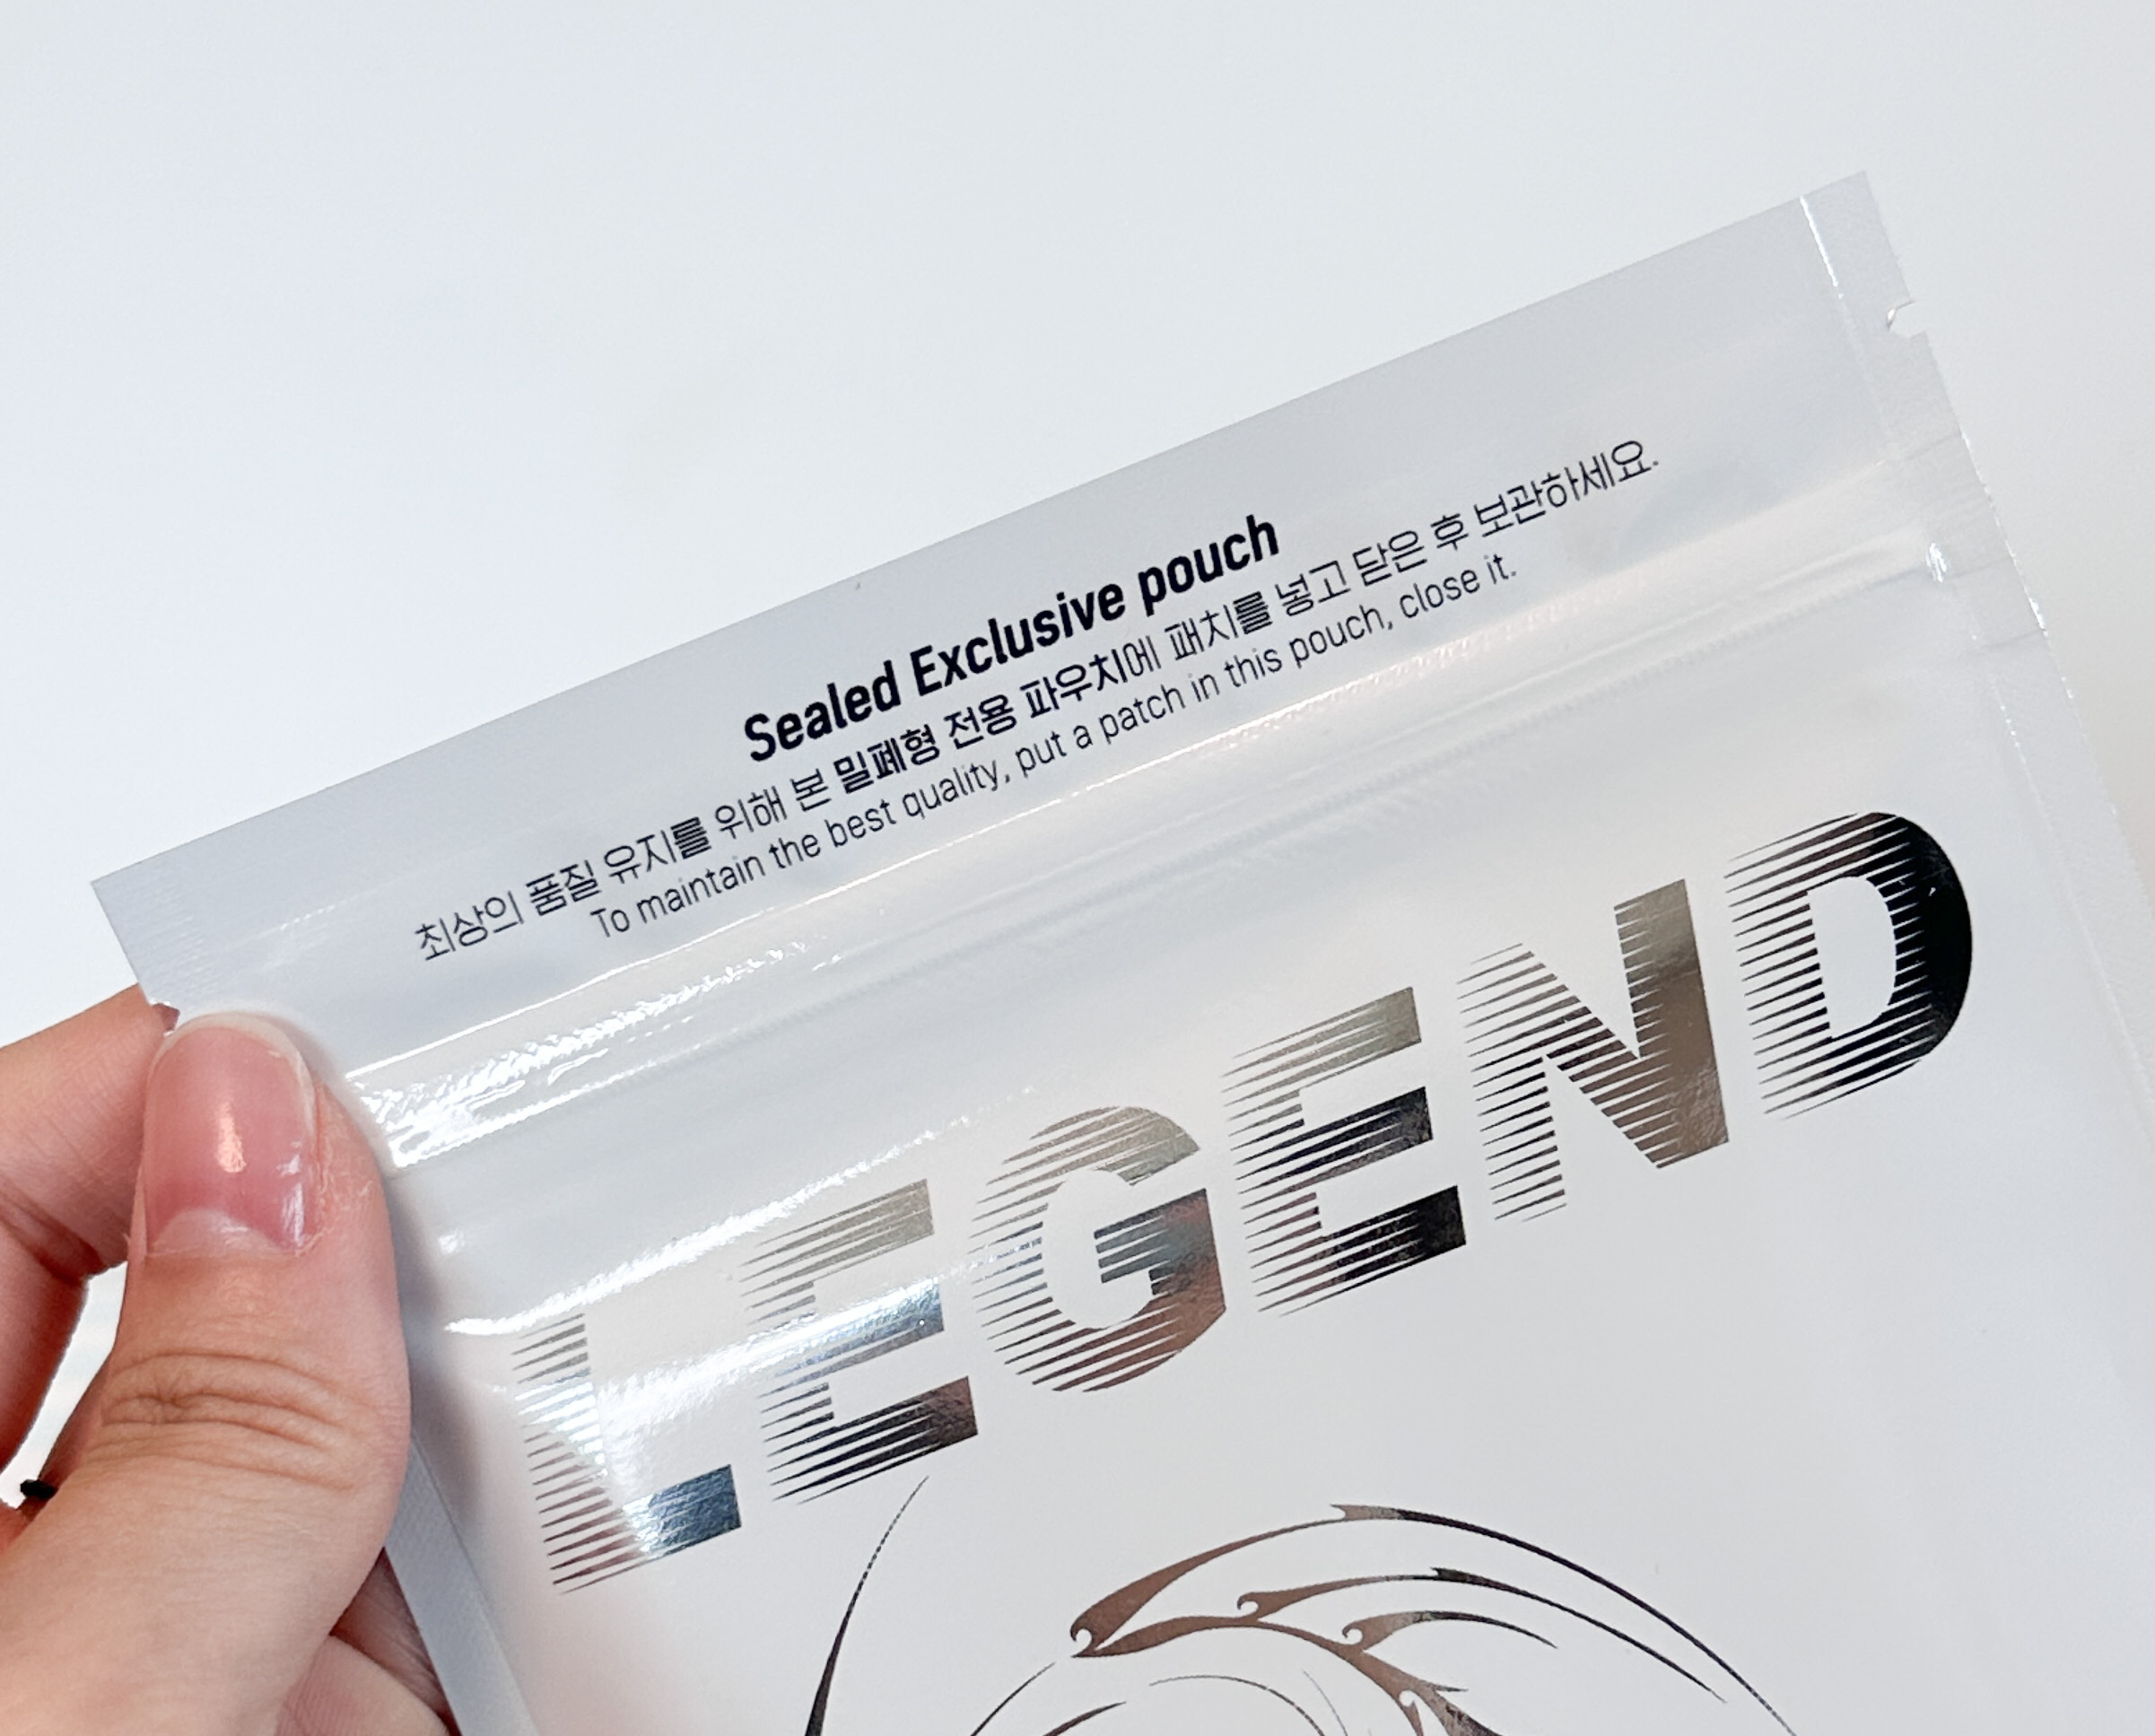 Sealed Exclusive pouch
최상의 품질 유지를 위해 본 밀폐형 전용 파우치에 패치를 넣고 닫은 후 보관하세요.
To maintain the best quality, put a patch in this pouch, close it.
LEGEND